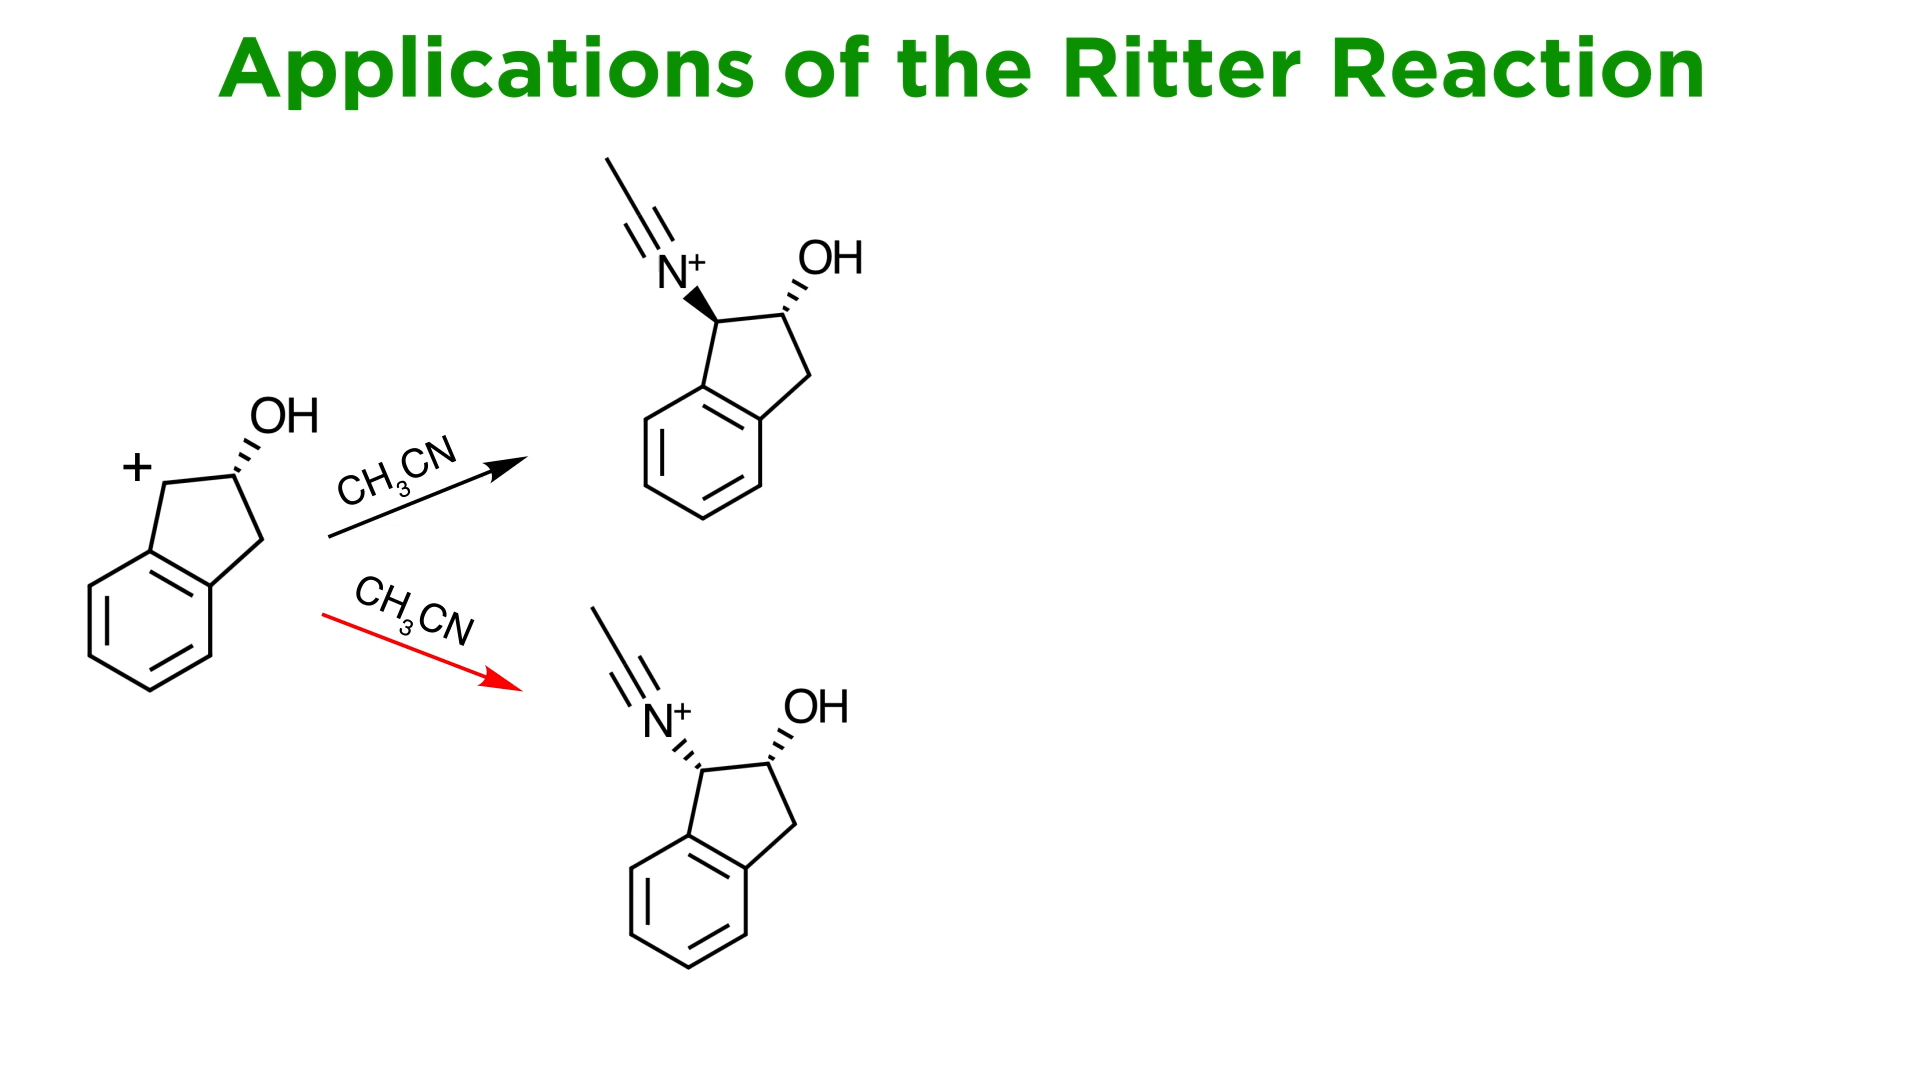 Applications of the Ritter Reaction
N+
OH
OH
+
CH3CN
CH3CN
N+
OH